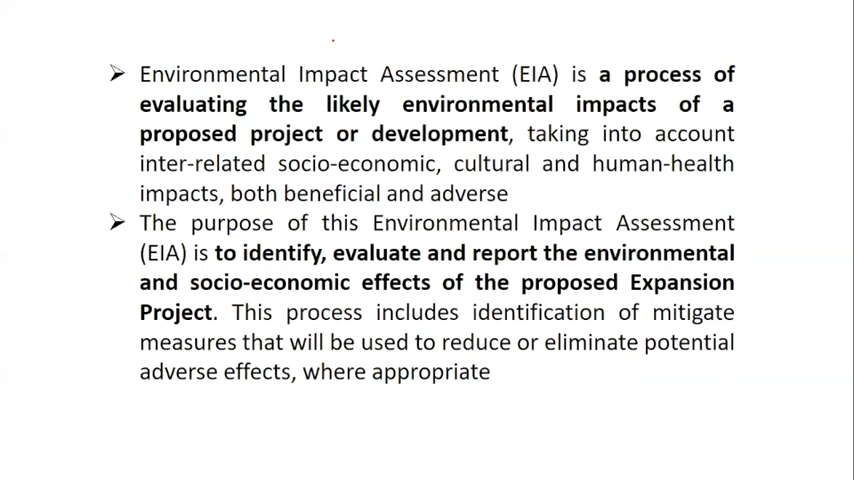 ➢ Environmental Impact Assessment (EIA) is a process of
evaluating the likely environmental impacts of a
proposed project or development, taking into account
inter-related socio-economic, cultural and human-health
impacts, both beneficial and adverse
➢ The purpose of this Environmental Impact Assessment
(EIA) is to identify, evaluate and report the environmental
and socio-economic effects of the proposed Expansion
Project. This process includes identification of mitigate
measures that will be used to reduce or eliminate potential
adverse effects, where appropriate